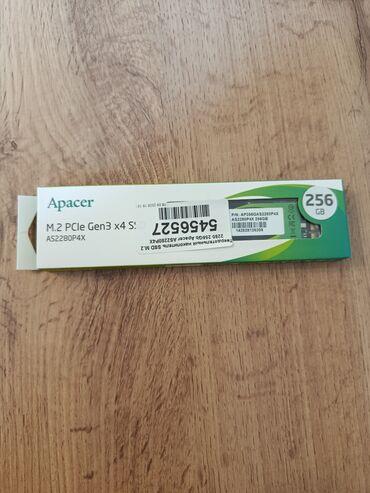 Apacer
M.2 PCIe Gen3 x4 S
AS2280P4X
5456527
Твердотельный накопитель SSD M.2
2280 256Gb Apacer AS2280P4X
P/N: AP256GAS2280P4X
AS2280P4X 256GB
256
GB